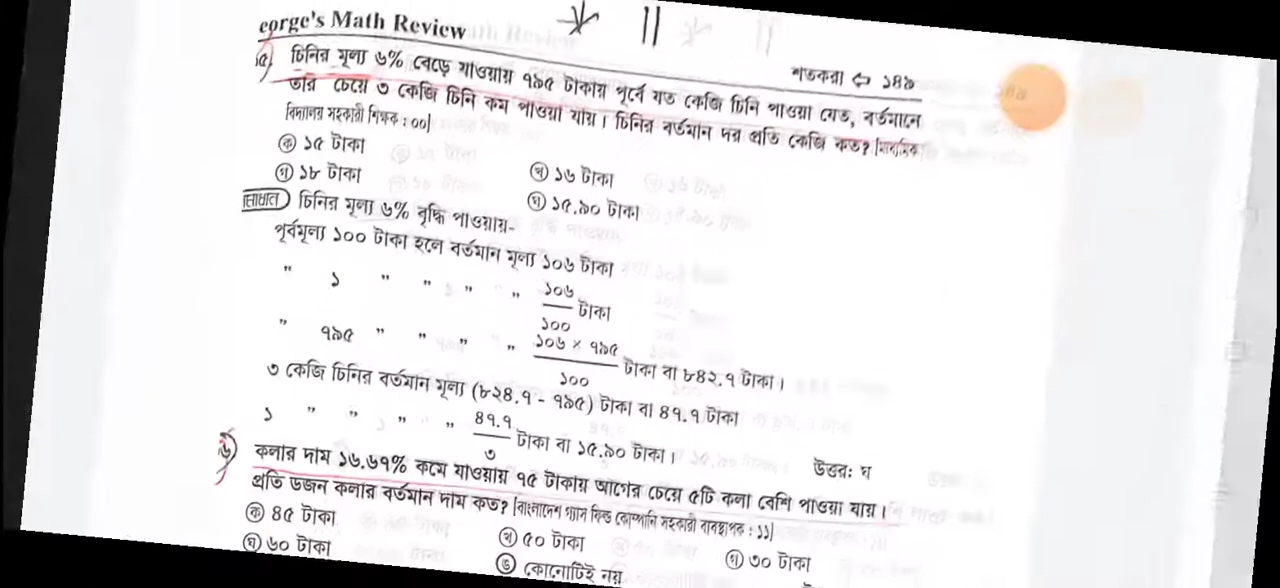 eorge's Math Review
শতকরা ⇔ ১৪৯
৫) চিনির মূল্য ৬% বেড়ে যাওয়ায় ৭৯৫ টাকায় পূর্বে যত কেজি চিনি পাওয়া যেত, বর্তমানে
তার চেয়ে ৩ কেজি চিনি কম পাওয়া যায়। চিনির বর্তমান দর প্রতি কেজি কত? [মাধ্যমিক
বিদ্যালয় সহকারী শিক্ষক : ০০]
ক ১৫ টাকা
খ ১৬ টাকা
গ ১৮ টাকা
ঘ ১৫.৯০ টাকা
সমাধান চিনির মূল্য ৬% বৃদ্ধি পাওয়ায়-
পূর্বমূল্য ১০০ টাকা হলে বর্তমান মূল্য ১০৬ টাকা
" ১ " " " " ১০৬/১০০ টাকা
" ৭৯৫ " " " " ১০৬ × ৭৯৫/১০০ টাকা বা ৮৪২.৭ টাকা।
৩ কেজি চিনির বর্তমান মূল্য (৮২৪.৭ - ৭৯৫) টাকা বা ৪৭.৭ টাকা
১ " " " " ৪৭.৭/৩ টাকা বা ১৫.৯০ টাকা।
উত্তর: ঘ
৬) কলার দাম ১৬.৬৭% কমে যাওয়ায় ৭৫ টাকায় আগের চেয়ে ৫টি কলা বেশি পাওয়া যায়।
প্রতি ডজন কলার বর্তমান দাম কত? [বাংলাদেশ গ্যাস ফিল্ড কোম্পানি সহকারী ব্যবস্থাপক : ১১]
ক ৪৫ টাকা
খ ৫০ টাকা
গ ৩০ টাকা
ঘ ৬০ টাকা
ঙ কোনোটিই নয়